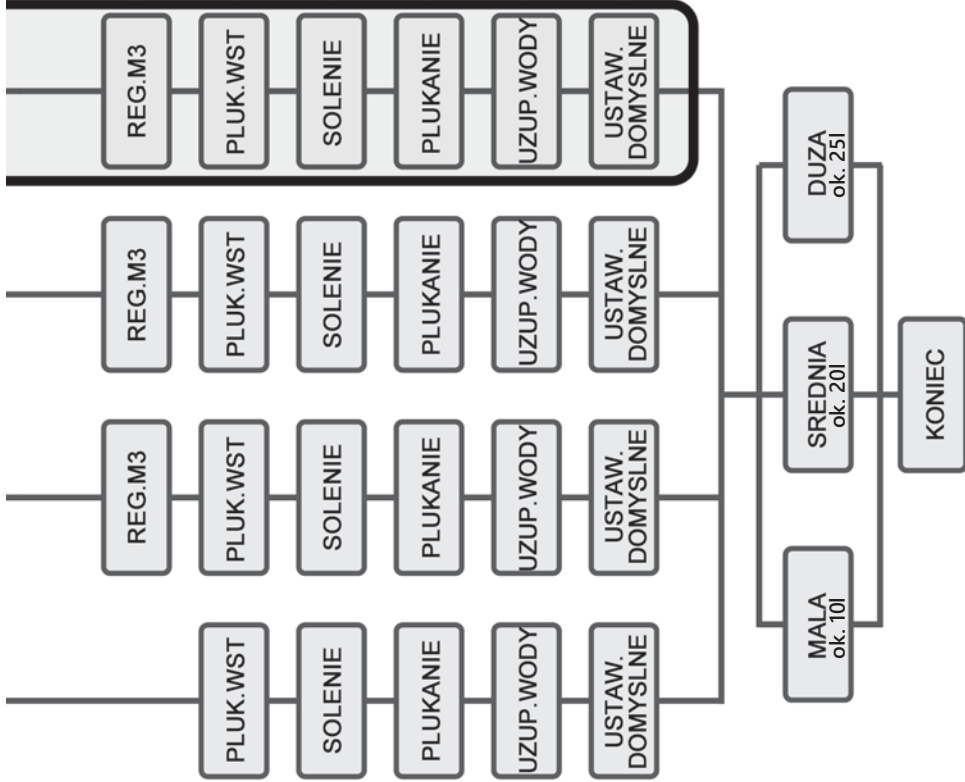 REG.M3
REG.M3
REG.M3
PLUK.WST
PLUK.WST
PLUK.WST
PLUK.WST
SOLENIE
SOLENIE
SOLENIE
SOLENIE
PLUKANIE
PLUKANIE
PLUKANIE
PLUKANIE
UZUP.WODY
UZUP.WODY
UZUP.WODY
UZUP.WODY
USTAW.
DOMYSLNE
USTAW.
DOMYSLNE
USTAW.
DOMYSLNE
USTAW.
DOMYSLNE
MALA
ok. 10l
SREDNIA
ok. 20l
DUZA
ok. 25l
KONIEC